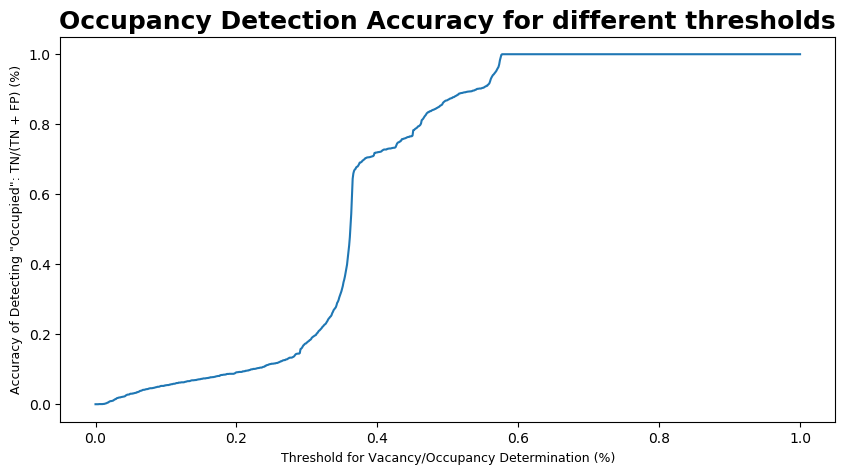 Occupancy Detection Accuracy for different thresholds
Accuracy of Detecting "Occupied": TN/(TN + FP) (%)
1.0
0.8
0.6
0.4
0.2
0.0
0.0 0.2 0.4 0.6 0.8 1.0
Threshold for Vacancy/Occupancy Determination (%)